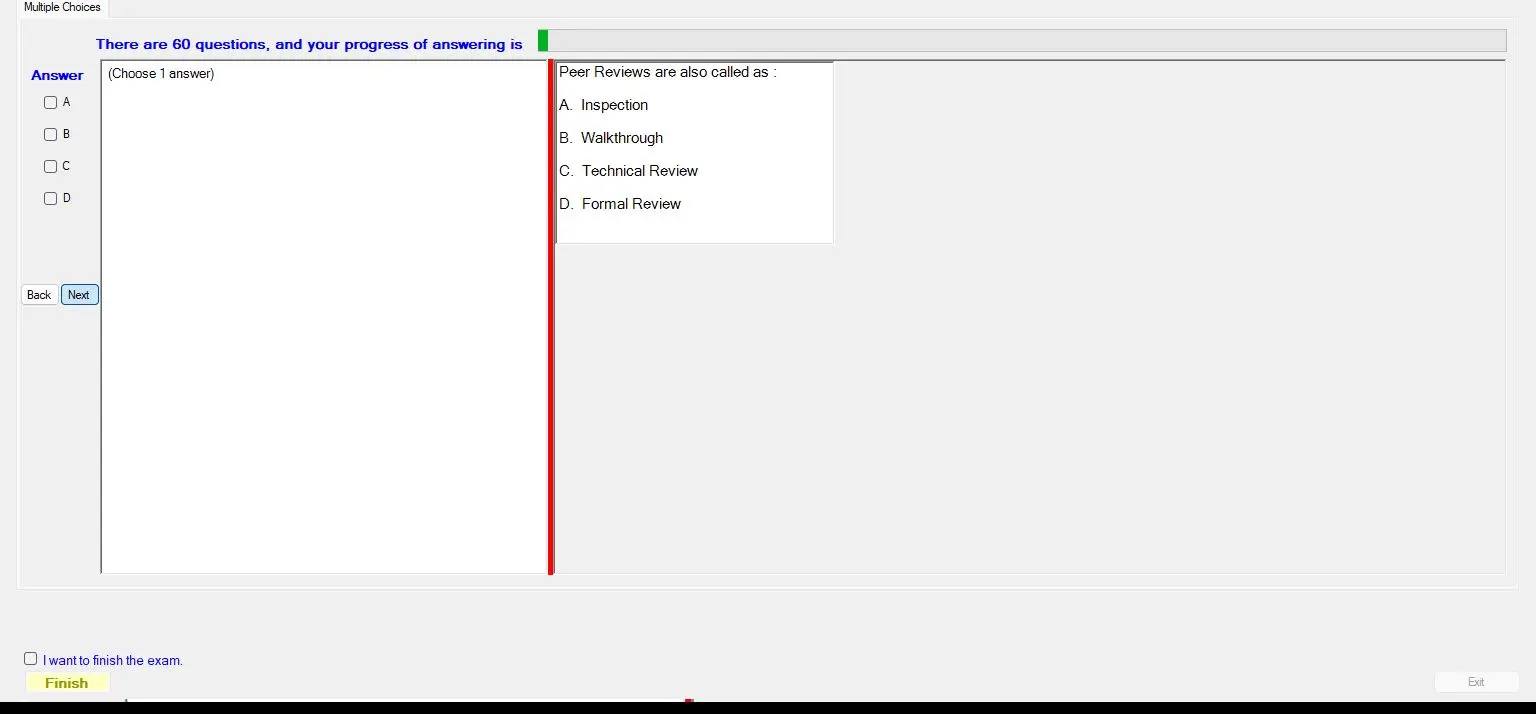 Multiple Choices
There are 60 questions, and your progress of answering is
Answer
(Choose 1 answer)
A
B
C
D
Back Next
Peer Reviews are also called as :
A. Inspection
B. Walkthrough
C. Technical Review
D. Formal Review
I want to finish the exam.
Finish
Exit